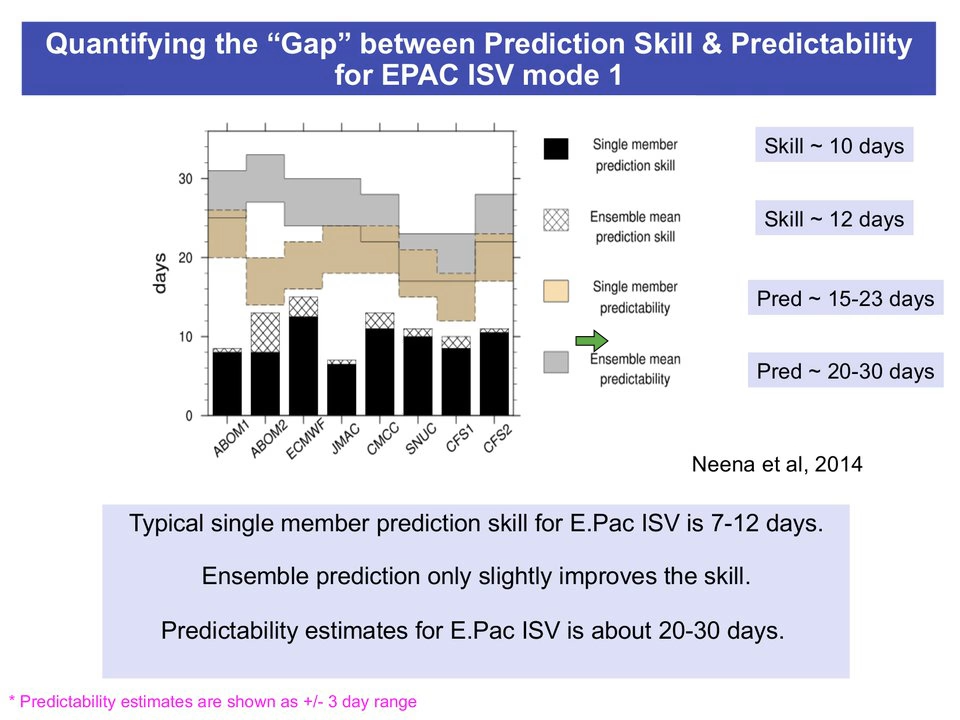 Quantifying the “Gap” between Prediction Skill & Predictability
for EPAC ISV mode 1
30
20
10
0
days
ABOM1
ABOM2
ECMWF
JMAC
CMCC
SNUC
CFS1
CFS2
Single member
prediction skill
Skill ~ 10 days
Ensemble mean
prediction skill
Skill ~ 12 days
Single member
predictability
Pred ~ 15-23 days
Ensemble mean
predictability
Pred ~ 20-30 days
Neena et al, 2014
Typical single member prediction skill for E.Pac ISV is 7-12 days.
Ensemble prediction only slightly improves the skill.
Predictability estimates for E.Pac ISV is about 20-30 days.
* Predictability estimates are shown as +/- 3 day range